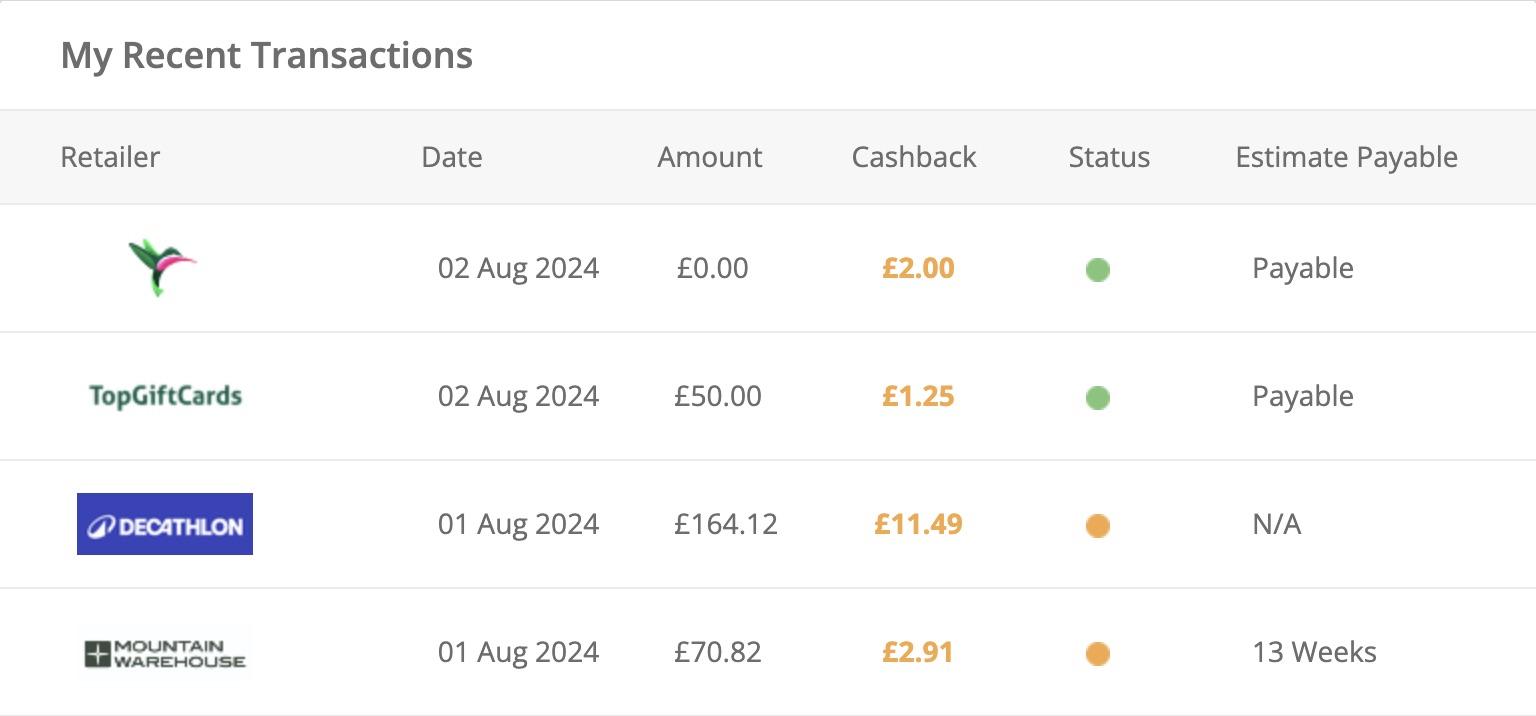 My Recent Transactions
Retailer Date Amount Cashback Status Estimate Payable
02 Aug 2024 £0.00 £2.00 Payable
TopGiftCards 02 Aug 2024 £50.00 £1.25 Payable
DECATHLON 01 Aug 2024 £164.12 £11.49 N/A
MOUNTAIN WAREHOUSE 01 Aug 2024 £70.82 £2.91 13 Weeks